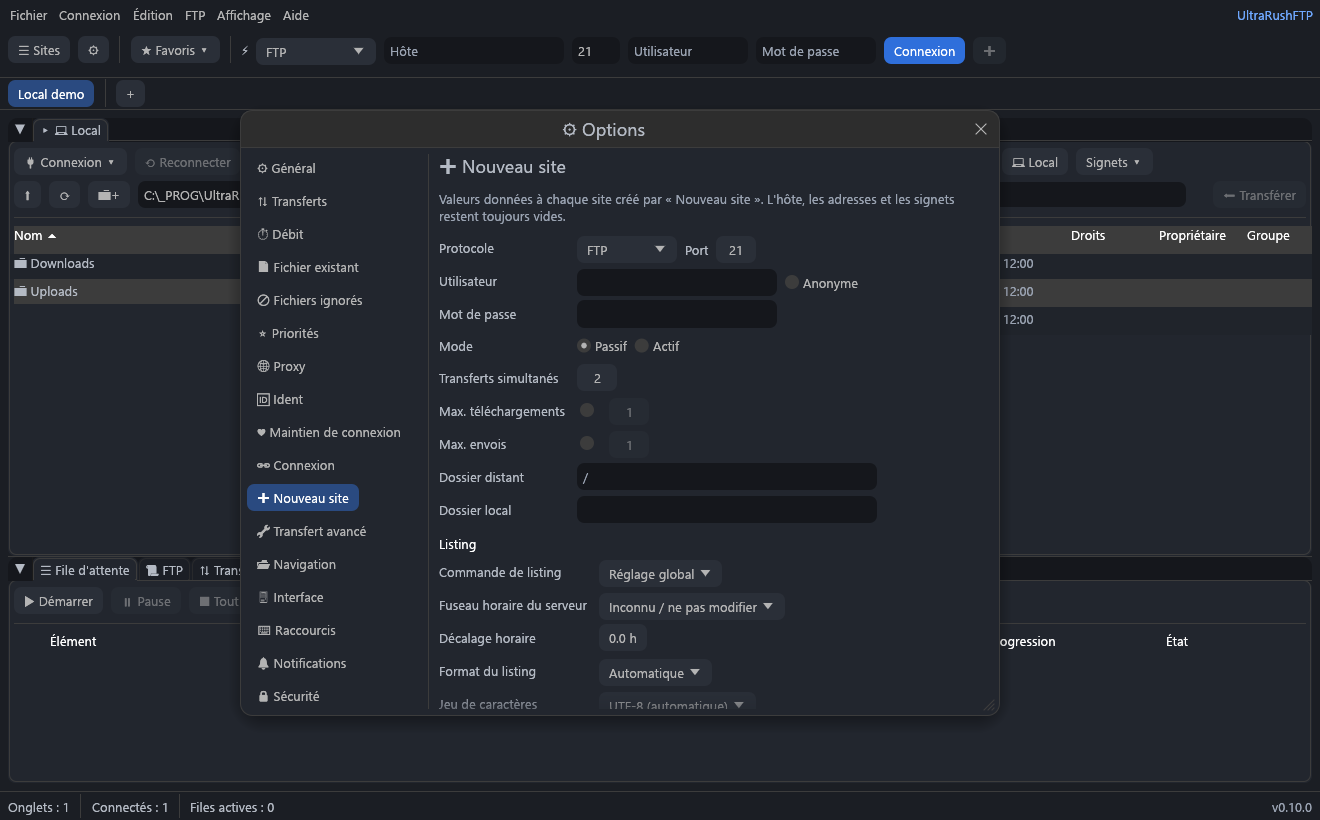 Fichier Connexion Édition FTP Affichage Aide UltraRushFTP
Sites Favoris FTP Hôte 21 Utilisateur Mot de passe Connexion +
Local demo +
Local
Options
Connexion Reconnecter Local Signets
C:\_PROG\UltraR Transférer
Nom Droits Propriétaire Groupe
Downloads 12:00
Uploads 12:00
12:00
Général
Transferts
Débit
Fichier existant
Fichiers ignorés
Priorités
Proxy
Ident
Maintien de connexion
Connexion
Nouveau site
Transfert avancé
Navigation
Interface
Raccourcis
Notifications
Sécurité
Nouveau site
Valeurs données à chaque site créé par « Nouveau site ». L'hôte, les adresses et les signets
restent toujours vides.
Protocole FTP Port 21
Utilisateur Anonyme
Mot de passe
Mode Passif Actif
Transferts simultanés 2
Max. téléchargements 1
Max. envois 1
Dossier distant /
Dossier local
Listing
Commande de listing Réglage global
Fuseau horaire du serveur Inconnu / ne pas modifier
Décalage horaire 0.0 h
Format du listing Automatique
Jeu de caractères UTF-8 (automatique)
File d'attente FTP Trans
Démarrer Pause Tout
Élément ogression État
Onglets : 1 Connectés : 1 Files actives : 0 v0.10.0